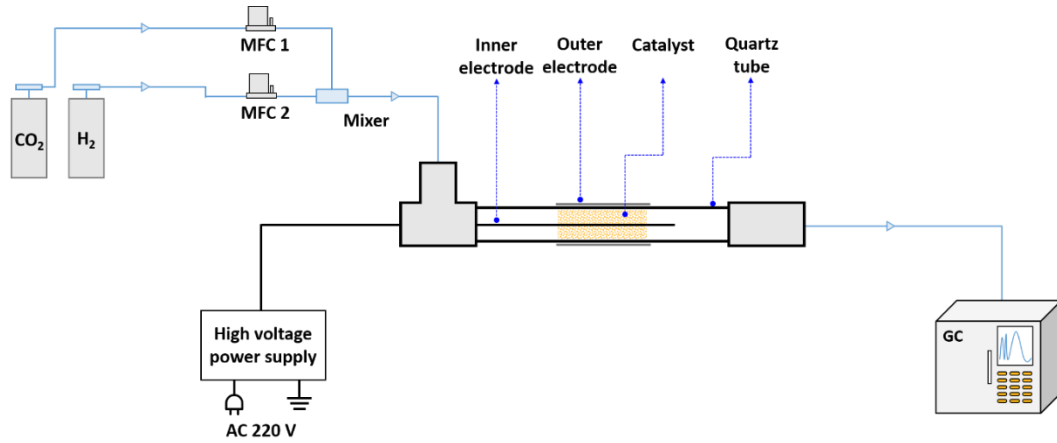 MFC 1
MFC 2
CO₂
H₂
Mixer
Inner
electrode
Outer
electrode
Catalyst
Quartz
tube
High voltage
power supply
AC 220 V
GC